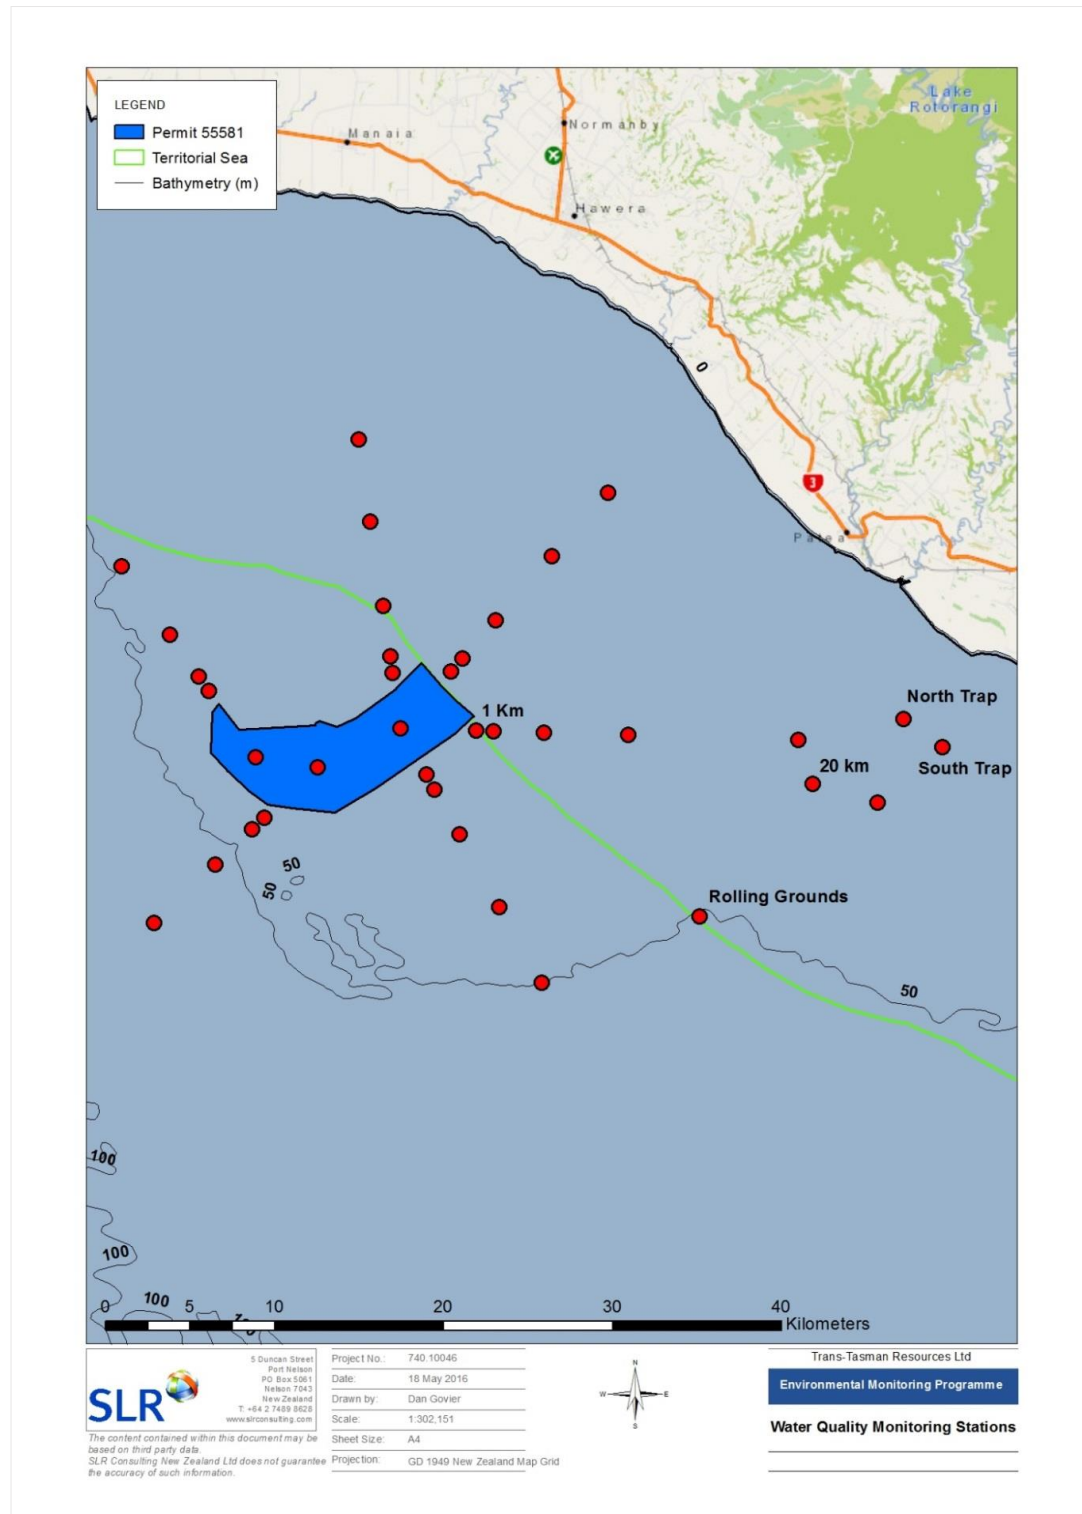 LEGEND
Permit 55581
Territorial Sea
Bathymetry (m)
Lake
Rotorangi
Manaia
Normanby
Hawera
0
3
Patea
1 Km
North Trap
20 km
South Trap
50
50
Rolling Grounds
50
100
100
100
0 5 10 20 30 40
Kilometers
SLR
5 Duncan Street
Port Nelson
PO Box 5061
Nelson 7043
New Zealand
T: +64 2 7489 8628
www.slrconsulting.com
The content contained within this document may be
based on third party data.
SLR Consulting New Zealand Ltd does not guarantee
the accuracy of such information.
Project No.: 740.10046
Date: 18 May 2016
Drawn by: Dan Govier
Scale: 1:302,151
Sheet Size: A4
Projection: GD 1949 New Zealand Map Grid
N
W E
S
Trans-Tasman Resources Ltd
Environmental Monitoring Programme
Water Quality Monitoring Stations